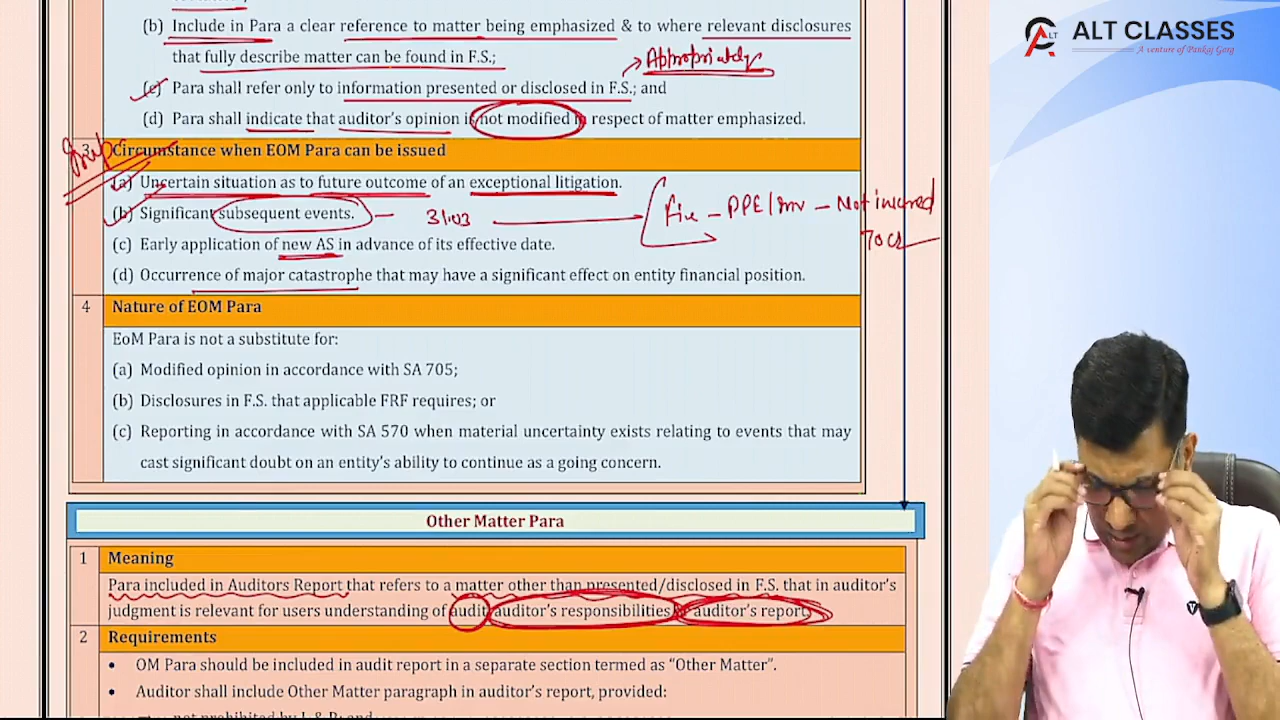 (b) Include in Para a clear reference to matter being emphasized & to where relevant disclosures
that fully describe matter can be found in F.S.;
Appropriately
(c) Para shall refer only to information presented or disclosed in F.S.; and
(d) Para shall indicate that auditor's opinion is not modified in respect of matter emphasized.
3 Circumstance when EOM Para can be issued
(a) Uncertain situation as to future outcome of an exceptional litigation.
(b) Significant subsequent events. — 31.03 Fire – PPE/Inv – Not insured
70 cr
(c) Early application of new AS in advance of its effective date.
(d) Occurrence of major catastrophe that may have a significant effect on entity financial position.
4 Nature of EOM Para
EoM Para is not a substitute for:
(a) Modified opinion in accordance with SA 705;
(b) Disclosures in F.S. that applicable FRF requires; or
(c) Reporting in accordance with SA 570 when material uncertainty exists relating to events that may
cast significant doubt on an entity's ability to continue as a going concern.
Other Matter Para
1 Meaning
Para included in Auditors Report that refers to a matter other than presented/disclosed in F.S. that in auditor's
judgment is relevant for users understanding of audit, auditor's responsibilities or auditor's report.
2 Requirements
• OM Para should be included in audit report in a separate section termed as "Other Matter".
• Auditor shall include Other Matter paragraph in auditor's report, provided:
not prohibited by L & R; and
ALT
ALT CLASSES
A venture of Pankaj Garg